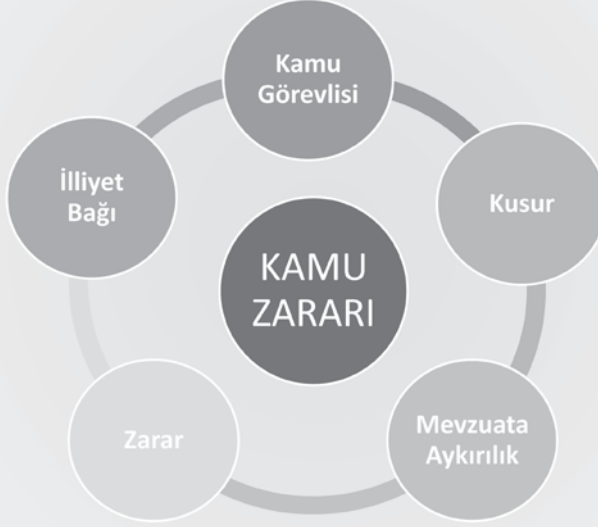 Kamu
Görevlisi
İlliyet
Bağı
Kusur
KAMU
ZARARI
Zarar
Mevzuata
Aykırılık